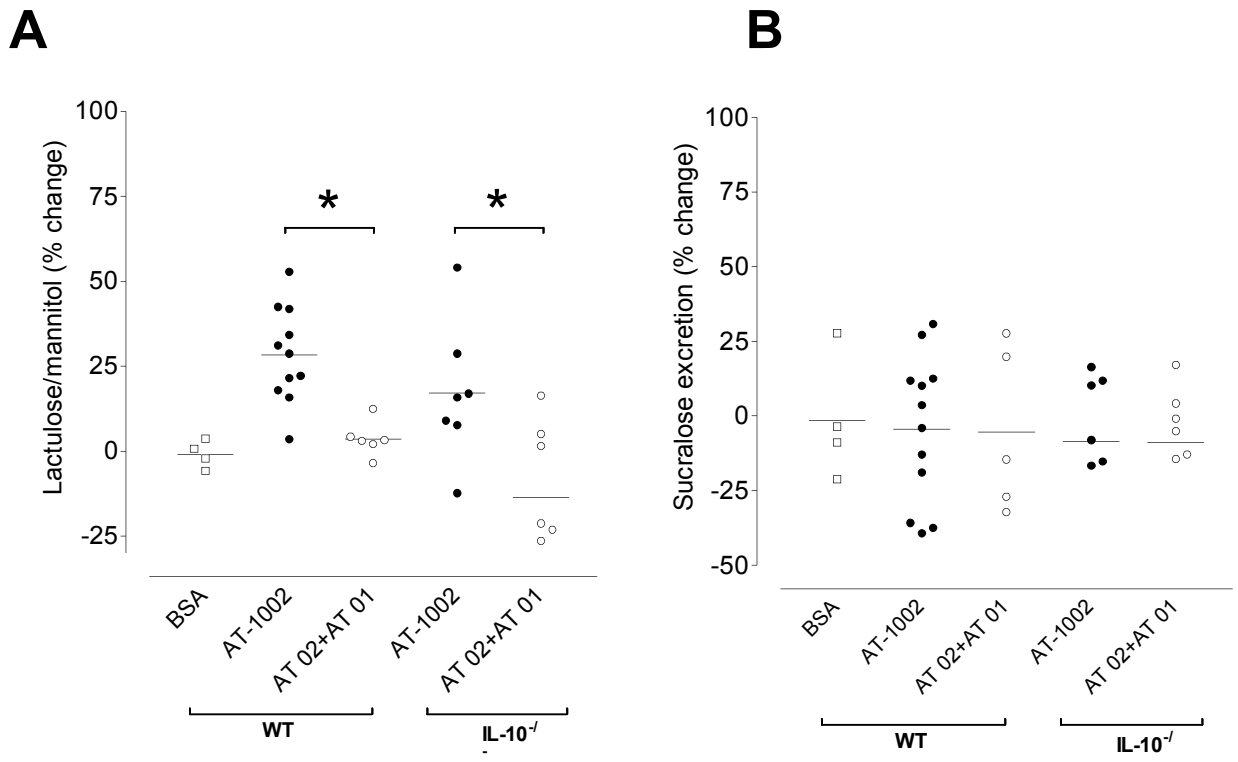 A
Lactulose/mannitol (% change)
100
75
50
25
0
-25
*
*
BSA
AT-1002
AT 02+AT 01
AT-1002
AT 02+AT 01
WT
IL-10-/
-
B
Sucralose excretion (% change)
100
75
50
25
0
-25
-50
BSA
AT-1002
AT 02+AT 01
AT-1002
AT 02+AT 01
WT
IL-10-/